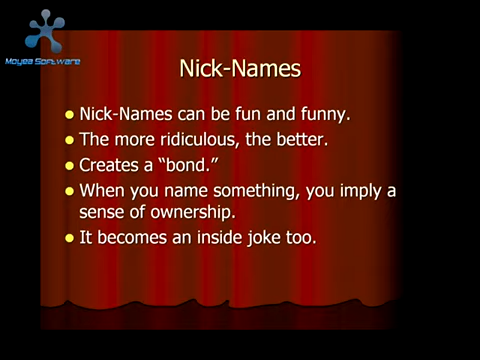 Moyea Software
Nick-Names
Nick-Names can be fun and funny.
The more ridiculous, the better.
Creates a “bond.”
When you name something, you imply a
sense of ownership.
It becomes an inside joke too.